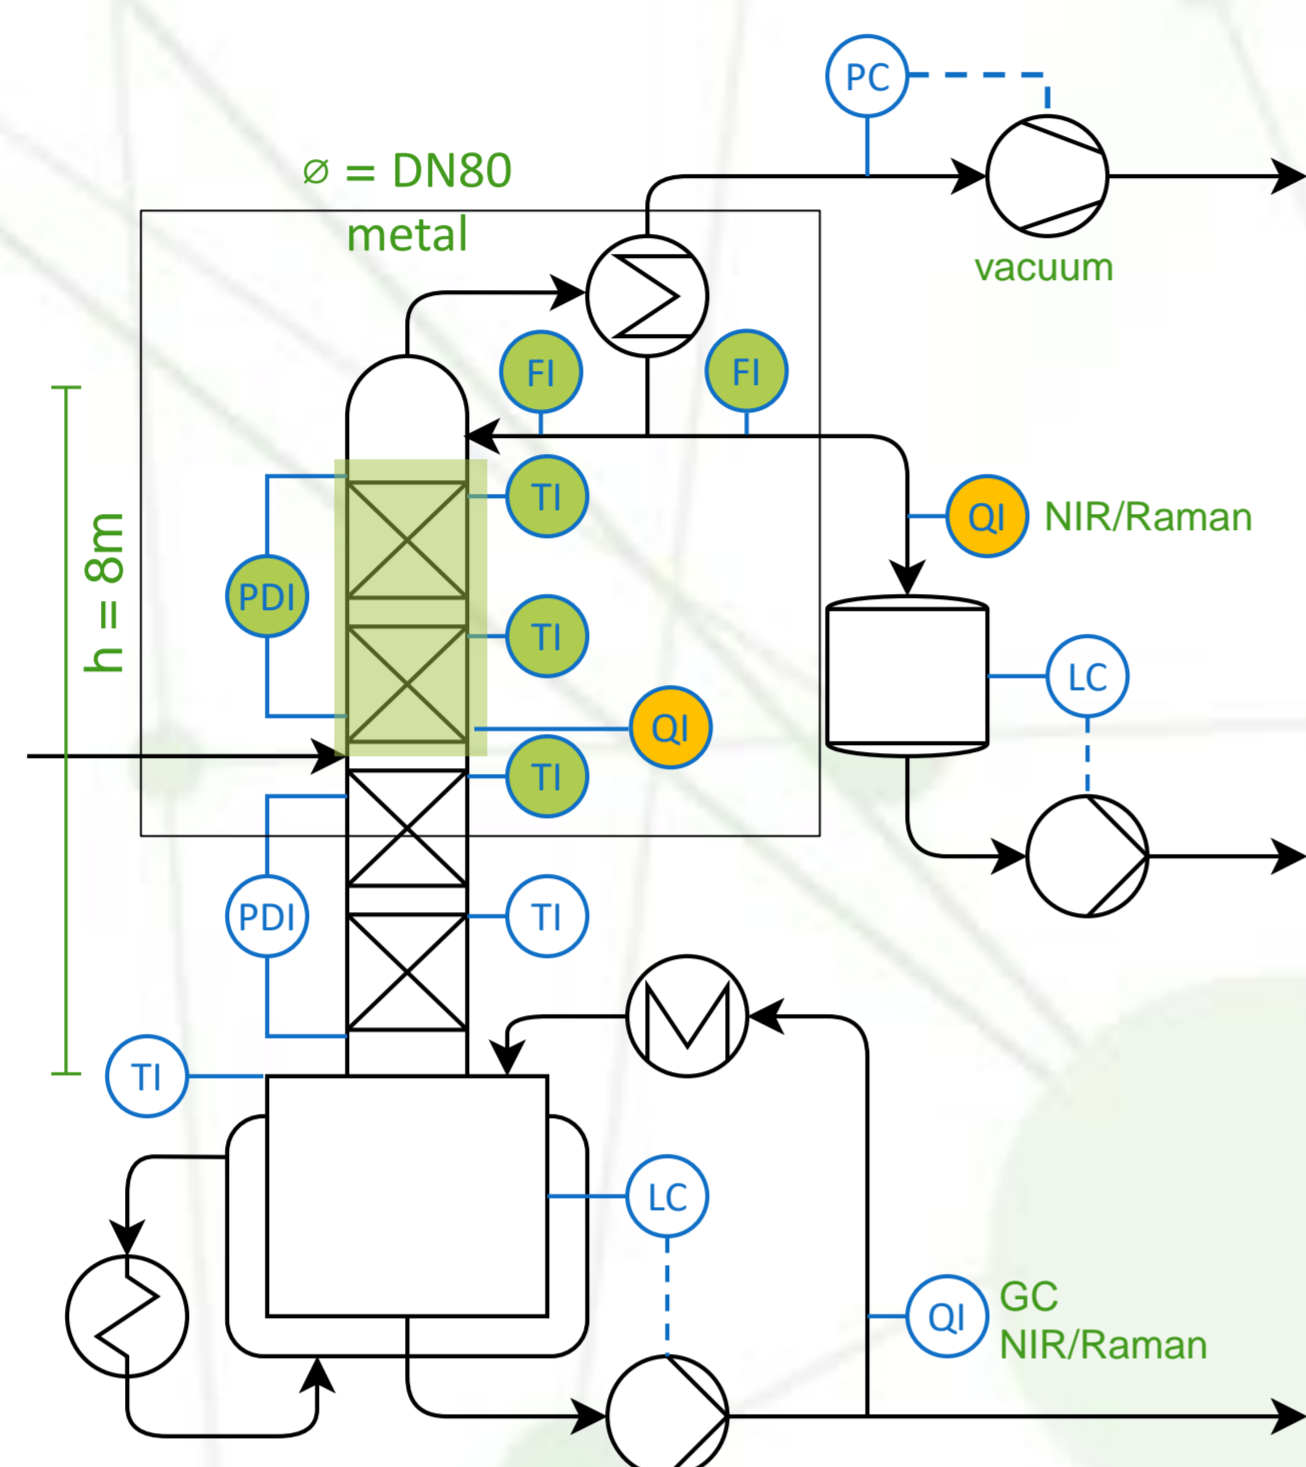 PC
⌀ = DN80
metal
vacuum
FI
FI
TI
QI
NIR/Raman
h = 8m
PDI
TI
LC
QI
TI
PDI
TI
TI
LC
QI
GC
NIR/Raman